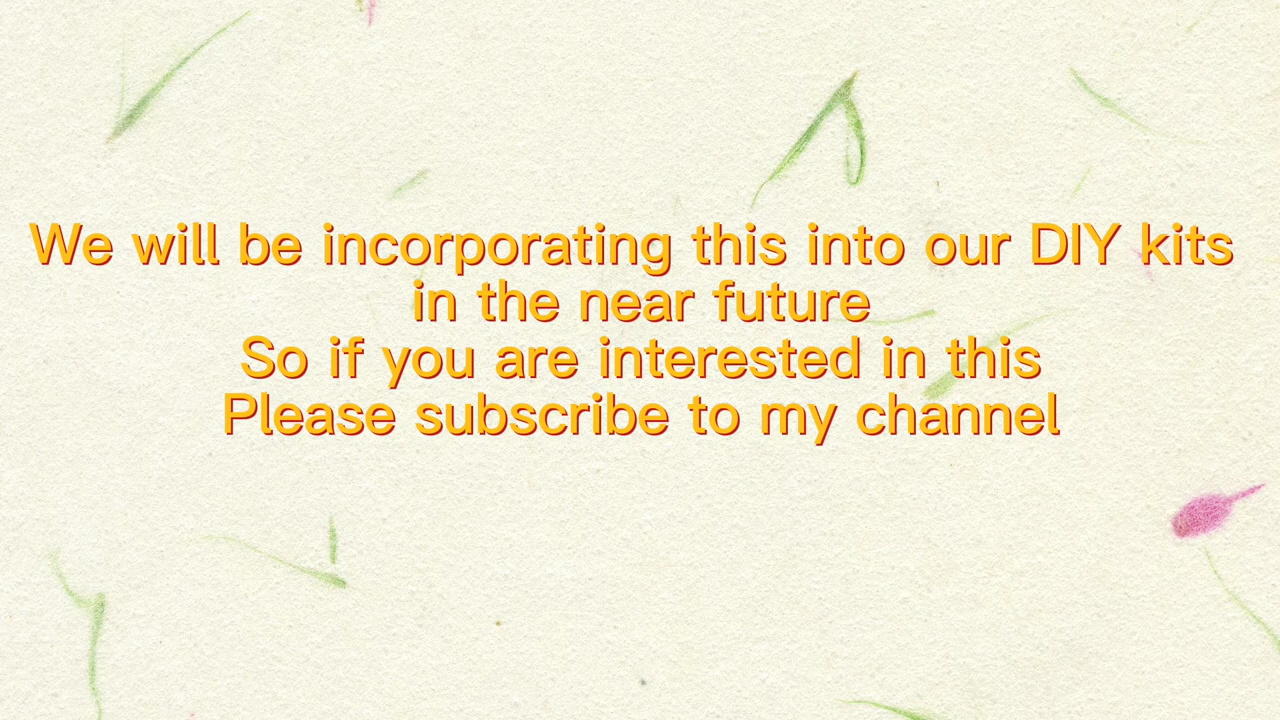 We will be incorporating this into our DIY kits
in the near future
So if you are interested in this
Please subscribe to my channel